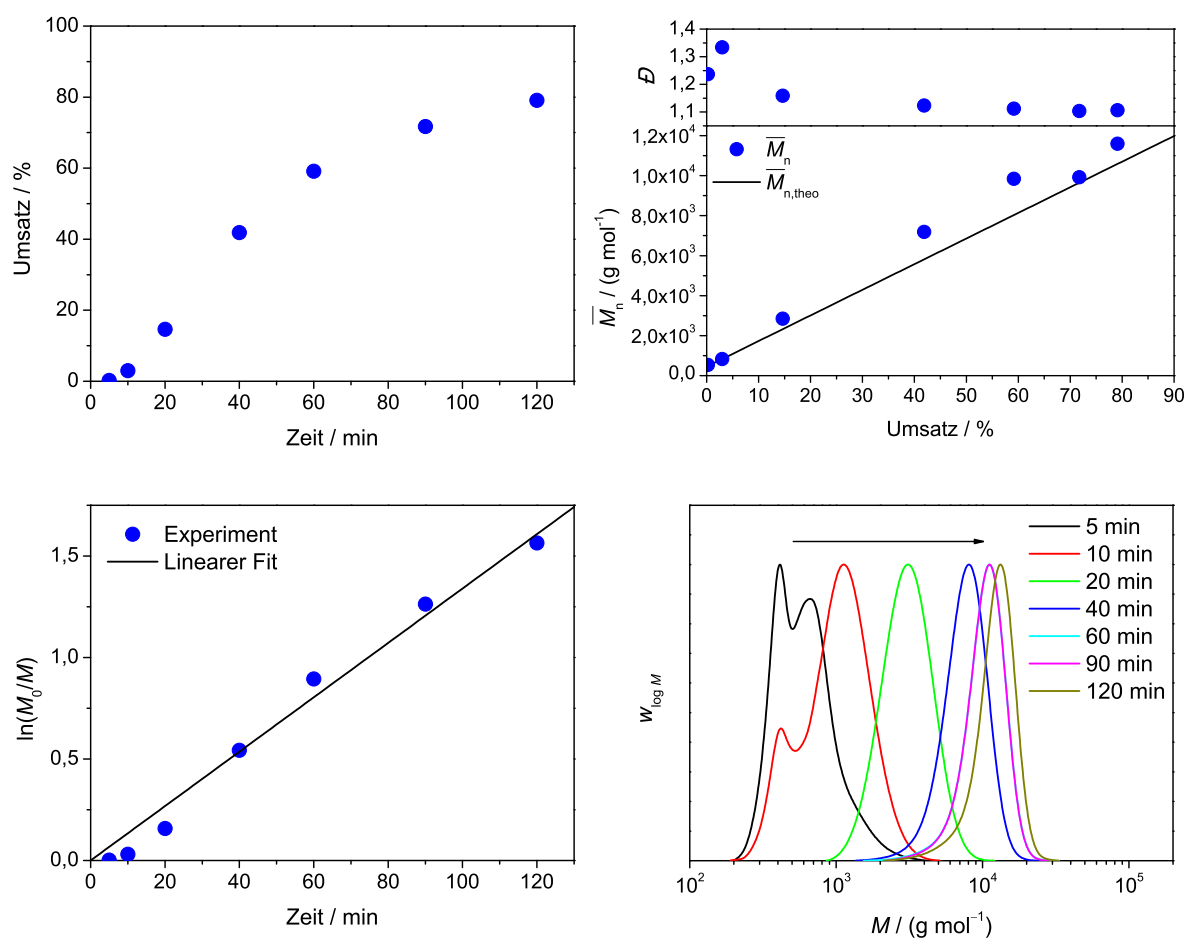 100
80
60
40
20
0
0 20 40 60 80 100 120
Umsatz / %
Zeit / min
1,4
1,3
1,2
1,1
Đ
1,2x10⁴
1,0x10⁴
8,0x10³
6,0x10³
4,0x10³
2,0x10³
0,0
M̅n
M̅n,theo
M̅n / (g mol⁻¹)
0 10 20 30 40 50 60 70 80 90
Umsatz / %
1,5
1,0
0,5
0,0
Experiment
Linearer Fit
ln(M₀/M)
0 20 40 60 80 100 120
Zeit / min
5 min
10 min
20 min
40 min
60 min
90 min
120 min
w log M
10² 10³ 10⁴ 10⁵
M / (g mol⁻¹)